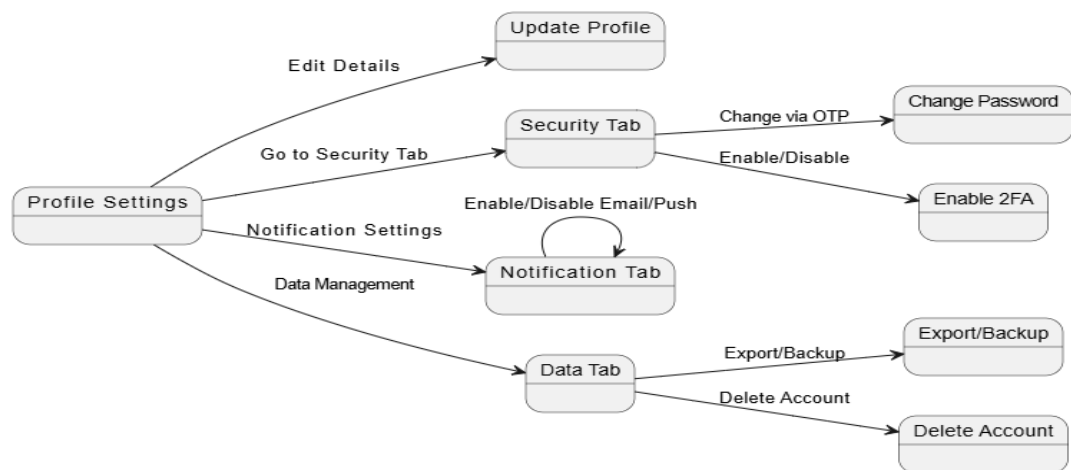 Update Profile
Edit Details
Change Password
Change via OTP
Security Tab
Go to Security Tab
Enable/Disable
Profile Settings
Enable 2FA
Enable/Disable Email/Push
Notification Settings
Notification Tab
Data Management
Export/Backup
Export/Backup
Data Tab
Delete Account
Delete Account